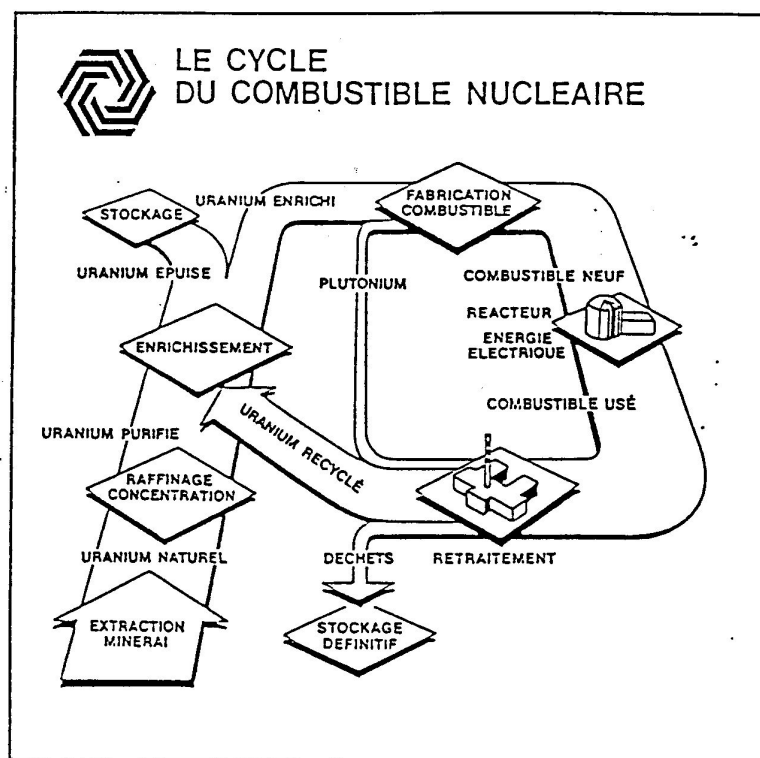 LE CYCLE
DU COMBUSTIBLE NUCLEAIRE
STOCKAGE
URANIUM ENRICHI
FABRICATION
COMBUSTIBLE
URANIUM EPUISE
PLUTONIUM
COMBUSTIBLE NEUF
REACTEUR
ENERGIE
ELECTRIQUE
ENRICHISSEMENT
COMBUSTIBLE USÉ
URANIUM RECYCLÉ
URANIUM PURIFIE
RAFFINAGE
CONCENTRATION
URANIUM NATUREL
DECHETS
RETRAITEMENT
EXTRACTION
MINERAI
STOCKAGE
DEFINITIF